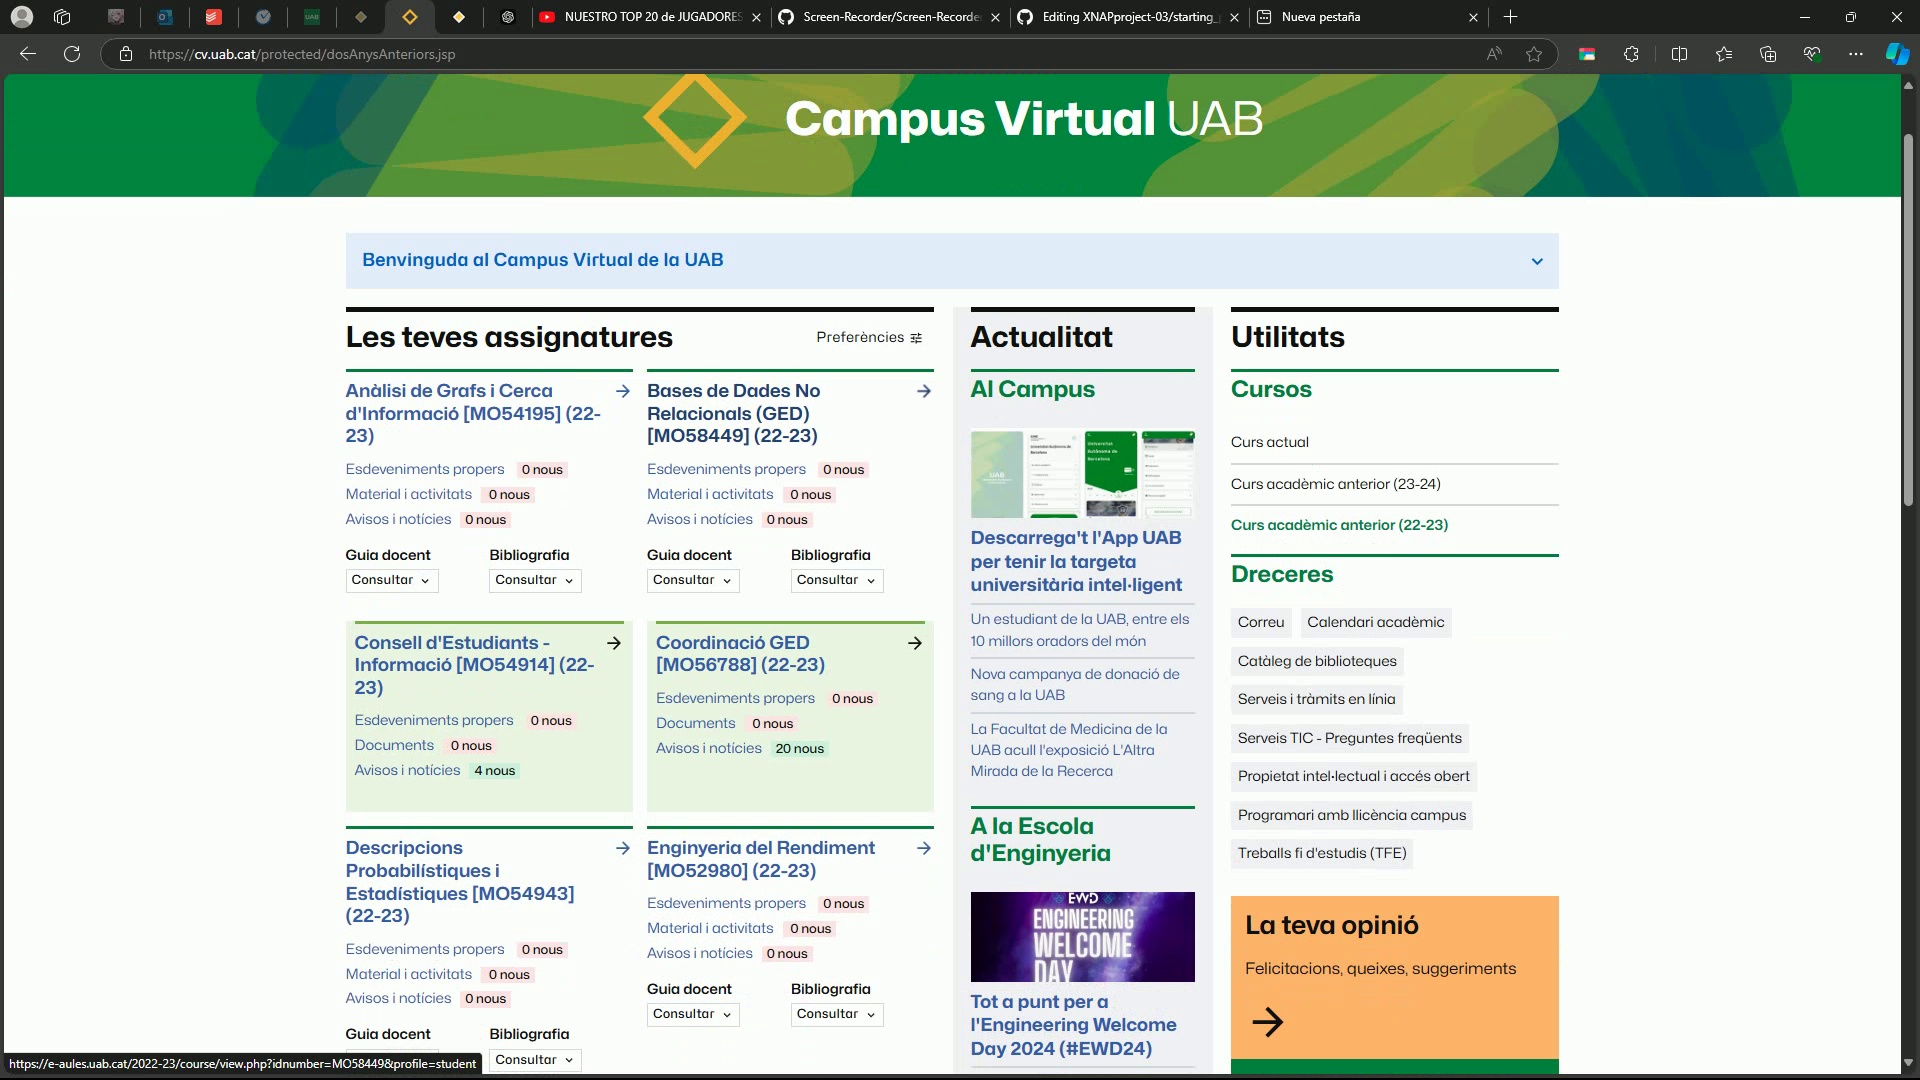 NUESTRO TOP 20 de JUGADORES
Screen-Recorder/Screen-Recorde
Editing XNAPproject-03/starting_
Nueva pestaña
https://cv.uab.cat/protected/dosAnysAnteriors.jsp
Campus Virtual UAB
Benvinguda al Campus Virtual de la UAB
Les teves assignatures
Preferències
Anàlisi de Grafs i Cerca
d'Informació [MO54195] (22-
23)
Esdeveniments propers 0 nous
Material i activitats 0 nous
Avisos i notícies 0 nous
Guia docent Bibliografia
Consultar Consultar
Bases de Dades No
Relacionals (GED)
[MO58449] (22-23)
Esdeveniments propers 0 nous
Material i activitats 0 nous
Avisos i notícies 0 nous
Guia docent Bibliografia
Consultar Consultar
Consell d'Estudiants -
Informació [MO54914] (22-
23)
Esdeveniments propers 0 nous
Documents 0 nous
Avisos i notícies 4 nous
Coordinació GED
[MO56788] (22-23)
Esdeveniments propers 0 nous
Documents 0 nous
Avisos i notícies 20 nous
Descripcions
Probabilístiques i
Estadístiques [MO54943]
(22-23)
Esdeveniments propers 0 nous
Material i activitats 0 nous
Avisos i notícies 0 nous
Guia docent Bibliografia
Consultar
Enginyeria del Rendiment
[MO52980] (22-23)
Esdeveniments propers 0 nous
Material i activitats 0 nous
Avisos i notícies 0 nous
Guia docent Bibliografia
Consultar Consultar
Actualitat
Al Campus
Descarrega't l'App UAB
per tenir la targeta
universitària intel·ligent
Un estudiant de la UAB, entre els
10 millors oradors del món
Nova campanya de donació de
sang a la UAB
La Facultat de Medicina de la
UAB acull l'exposició L'Altra
Mirada de la Recerca
A la Escola
d'Enginyeria
EWD
ENGINEERING
WELCOME
DAY
Tot a punt per a
l'Engineering Welcome
Day 2024 (#EWD24)
Utilitats
Cursos
Curs actual
Curs acadèmic anterior (23-24)
Curs acadèmic anterior (22-23)
Dreceres
Correu Calendari acadèmic
Catàleg de biblioteques
Serveis i tràmits en línia
Serveis TIC - Preguntes freqüents
Propietat intel·lectual i accés obert
Programari amb llicència campus
Treballs fi d'estudis (TFE)
La teva opinió
Felicitacions, queixes, suggeriments
https://e-aules.uab.cat/2022-23/course/view.php?idnumber=MO58449&profile=student